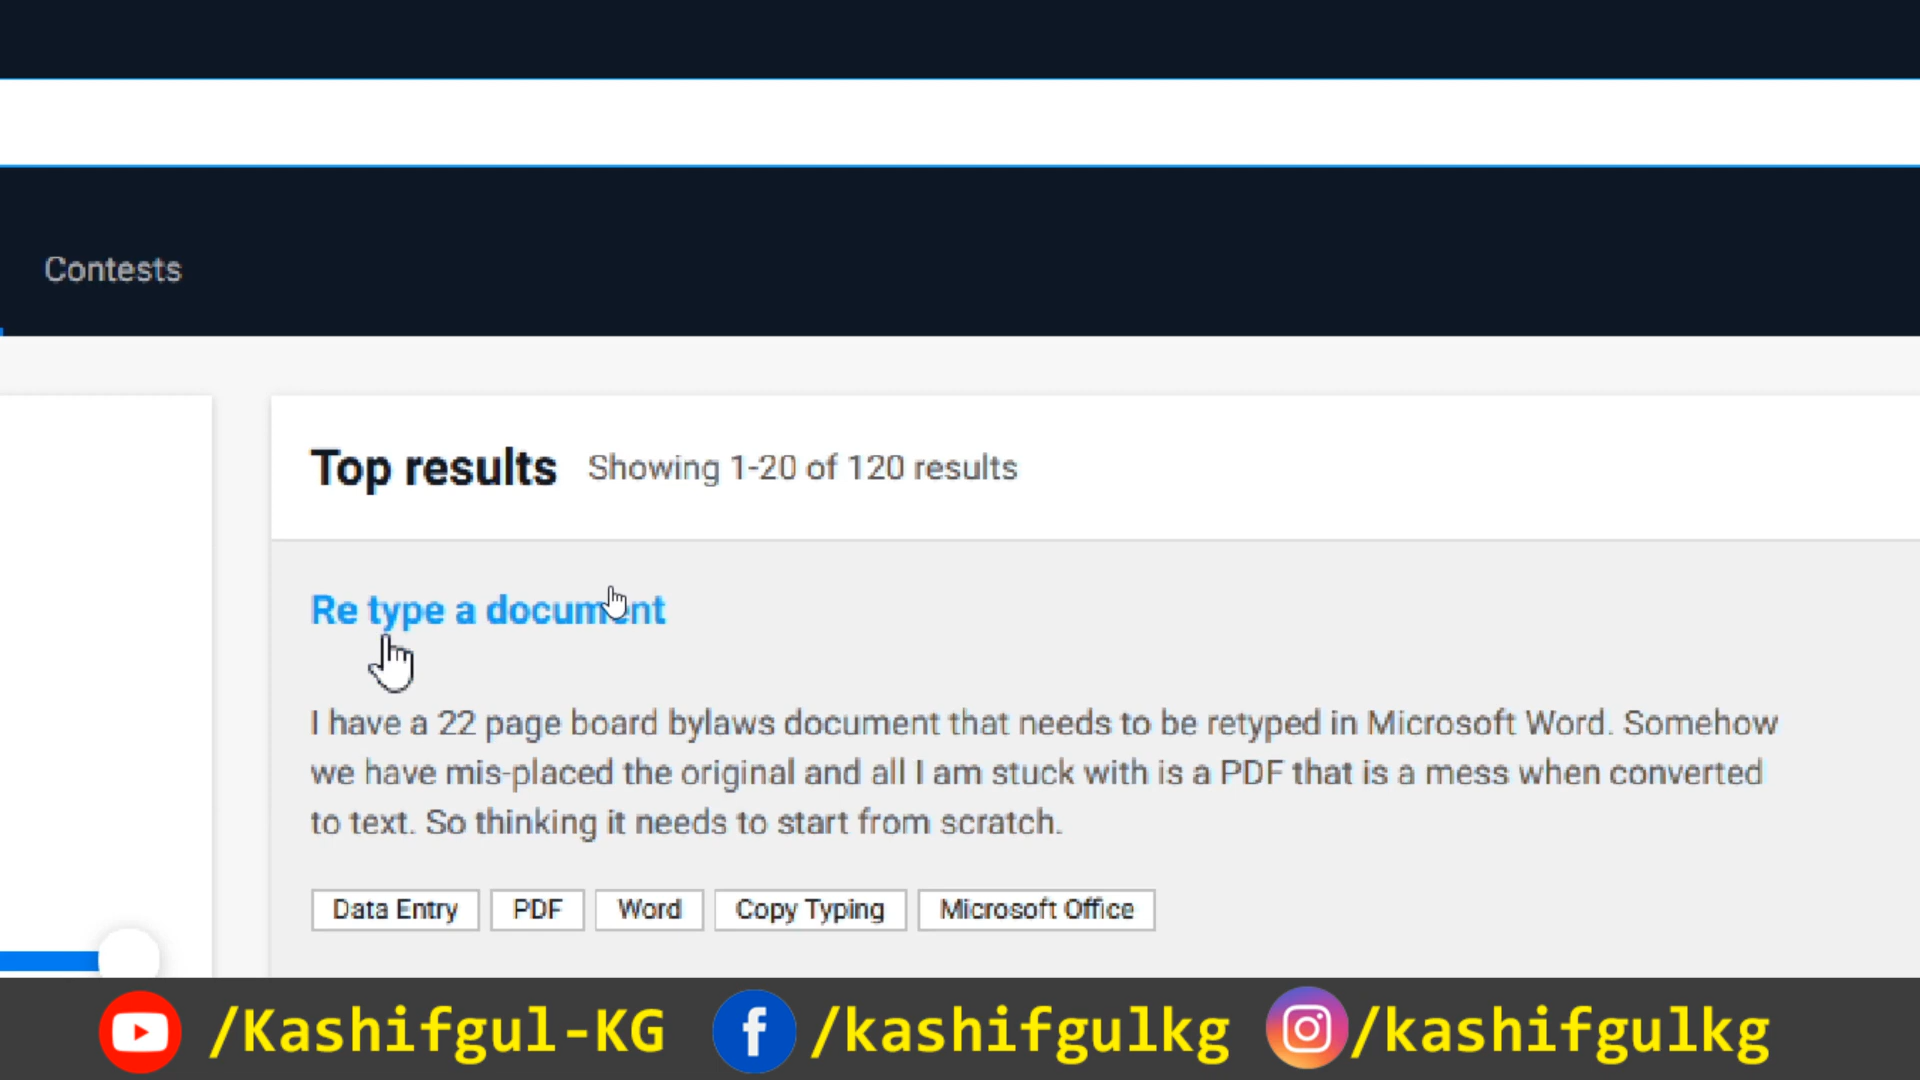 Contests
Top results Showing 1-20 of 120 results
Re type a document
I have a 22 page board bylaws document that needs to be retyped in Microsoft Word. Somehow
we have mis-placed the original and all I am stuck with is a PDF that is a mess when converted
to text. So thinking it needs to start from scratch.
Data Entry PDF Word Copy Typing Microsoft Office
/Kashifgul-KG /kashifgulkg /kashifgulkg